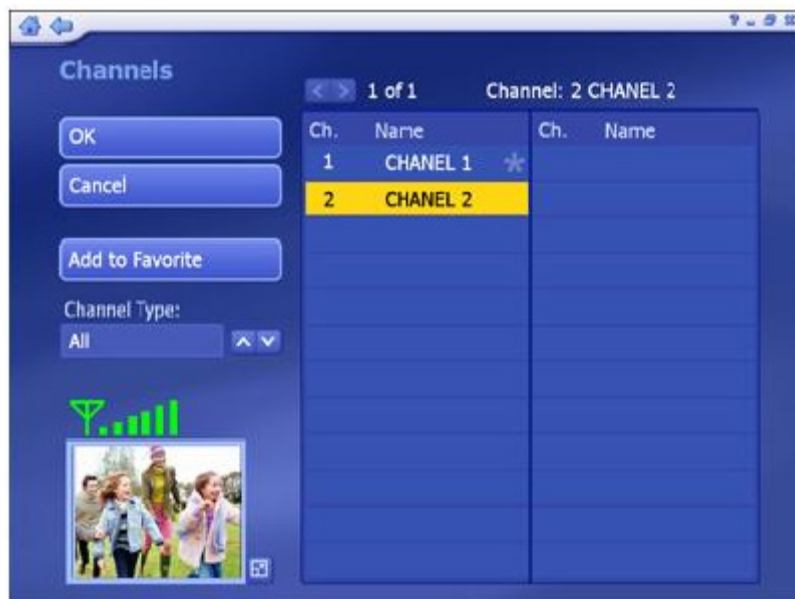 Channels
1 of 1 Channel: 2 CHANEL 2
OK
Cancel
Add to Favorite
Channel Type:
All
Ch. Name Ch. Name
1 CHANEL 1 *
2 CHANEL 2